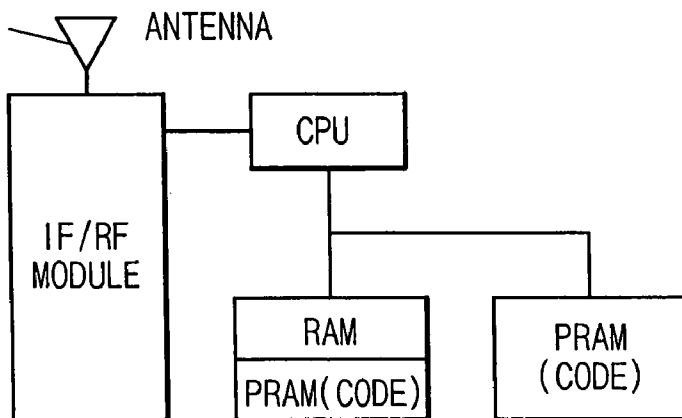 ANTENNA
CPU
IF/RF
MODULE
RAM
PRAM(CODE)
PRAM
(CODE)